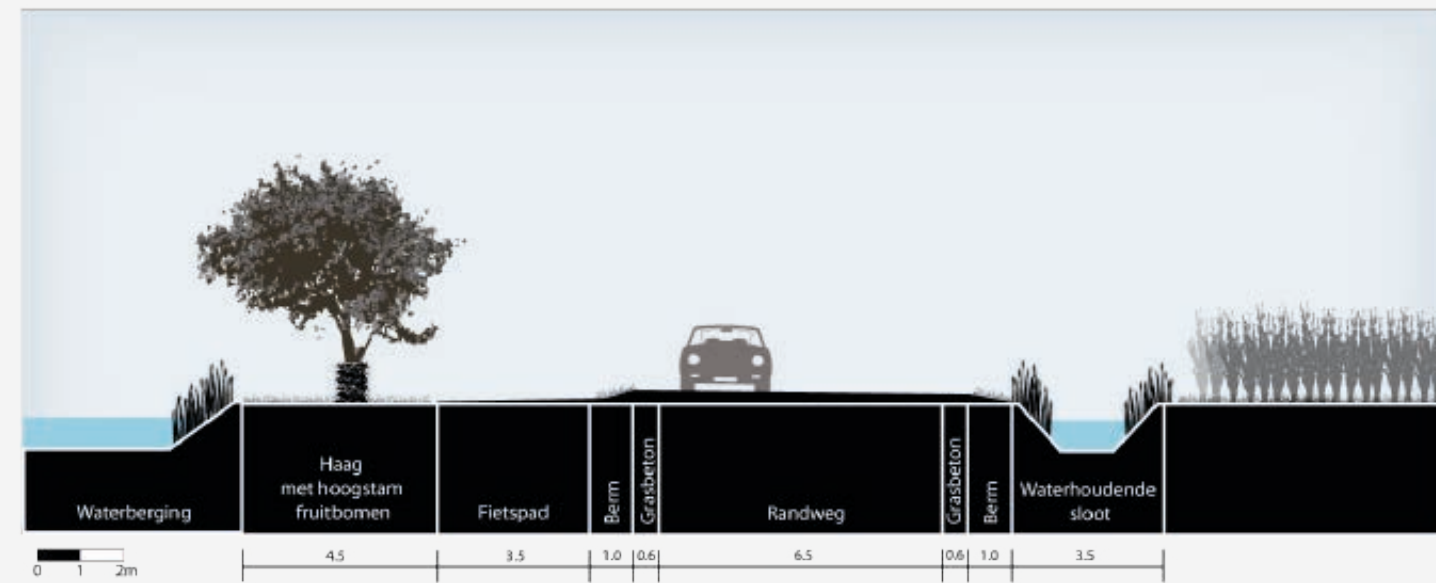 Waterberging
Haag
met hoogstam
fruitbomen
Fietspad
Berm
Grasbeton
Randweg
Grasbeton
Berm
Waterhoudende
sloot
4.5
3.5
1.0
0.6
6.5
0.6
1.0
3.5
0 1 2m